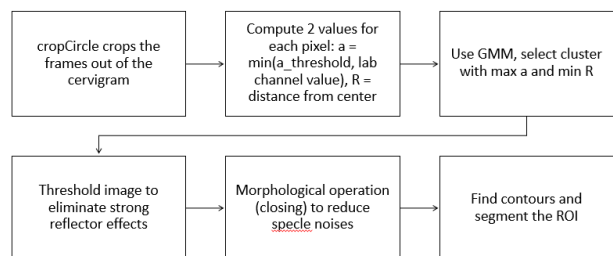 cropCircle crops the
frames out of the
cervigram
Compute 2 values for
each pixel: a =
min(a_threshold, lab
channel value), R =
distance from center
Use GMM, select cluster
with max a and min R
Threshold image to
eliminate strong
reflector effects
Morphological operation
(closing) to reduce
specle noises
Find contours and
segment the ROI